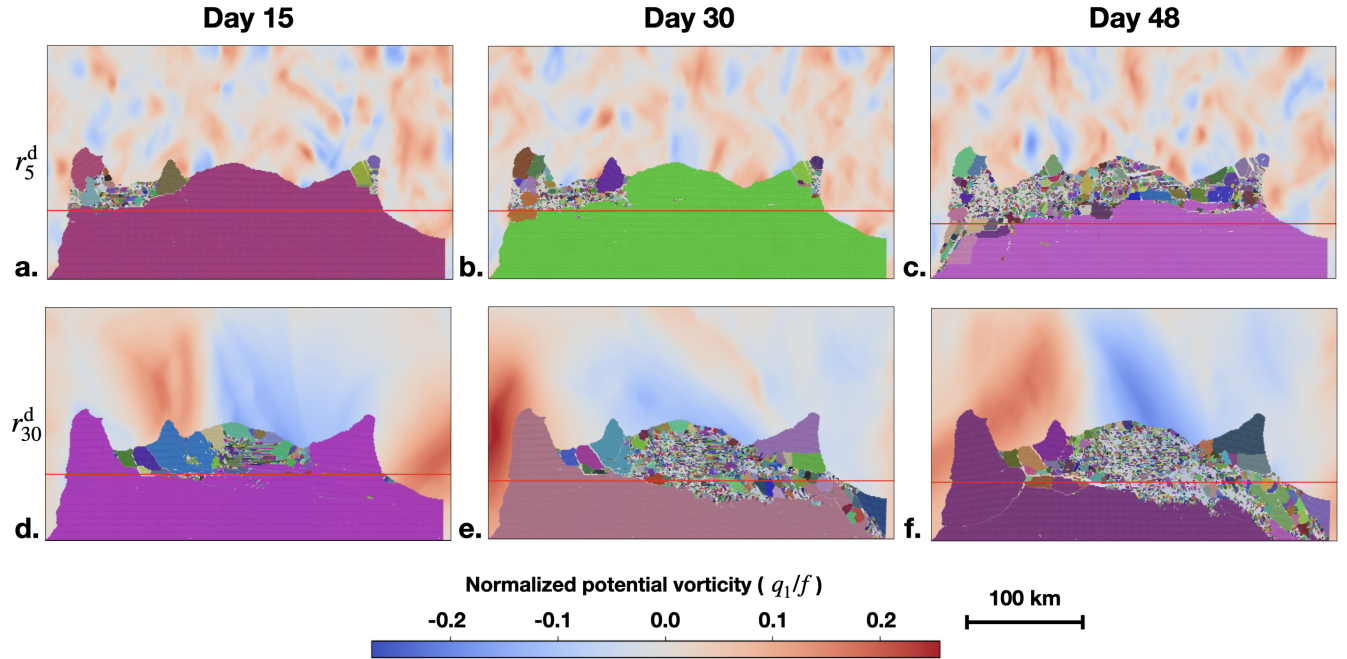 Day 15 Day 30 Day 48
r₅ᵈ
a. b. c.
r₃₀ᵈ
d. e. f.
Normalized potential vorticity ( q₁/f )
-0.2 -0.1 0.0 0.1 0.2
100 km